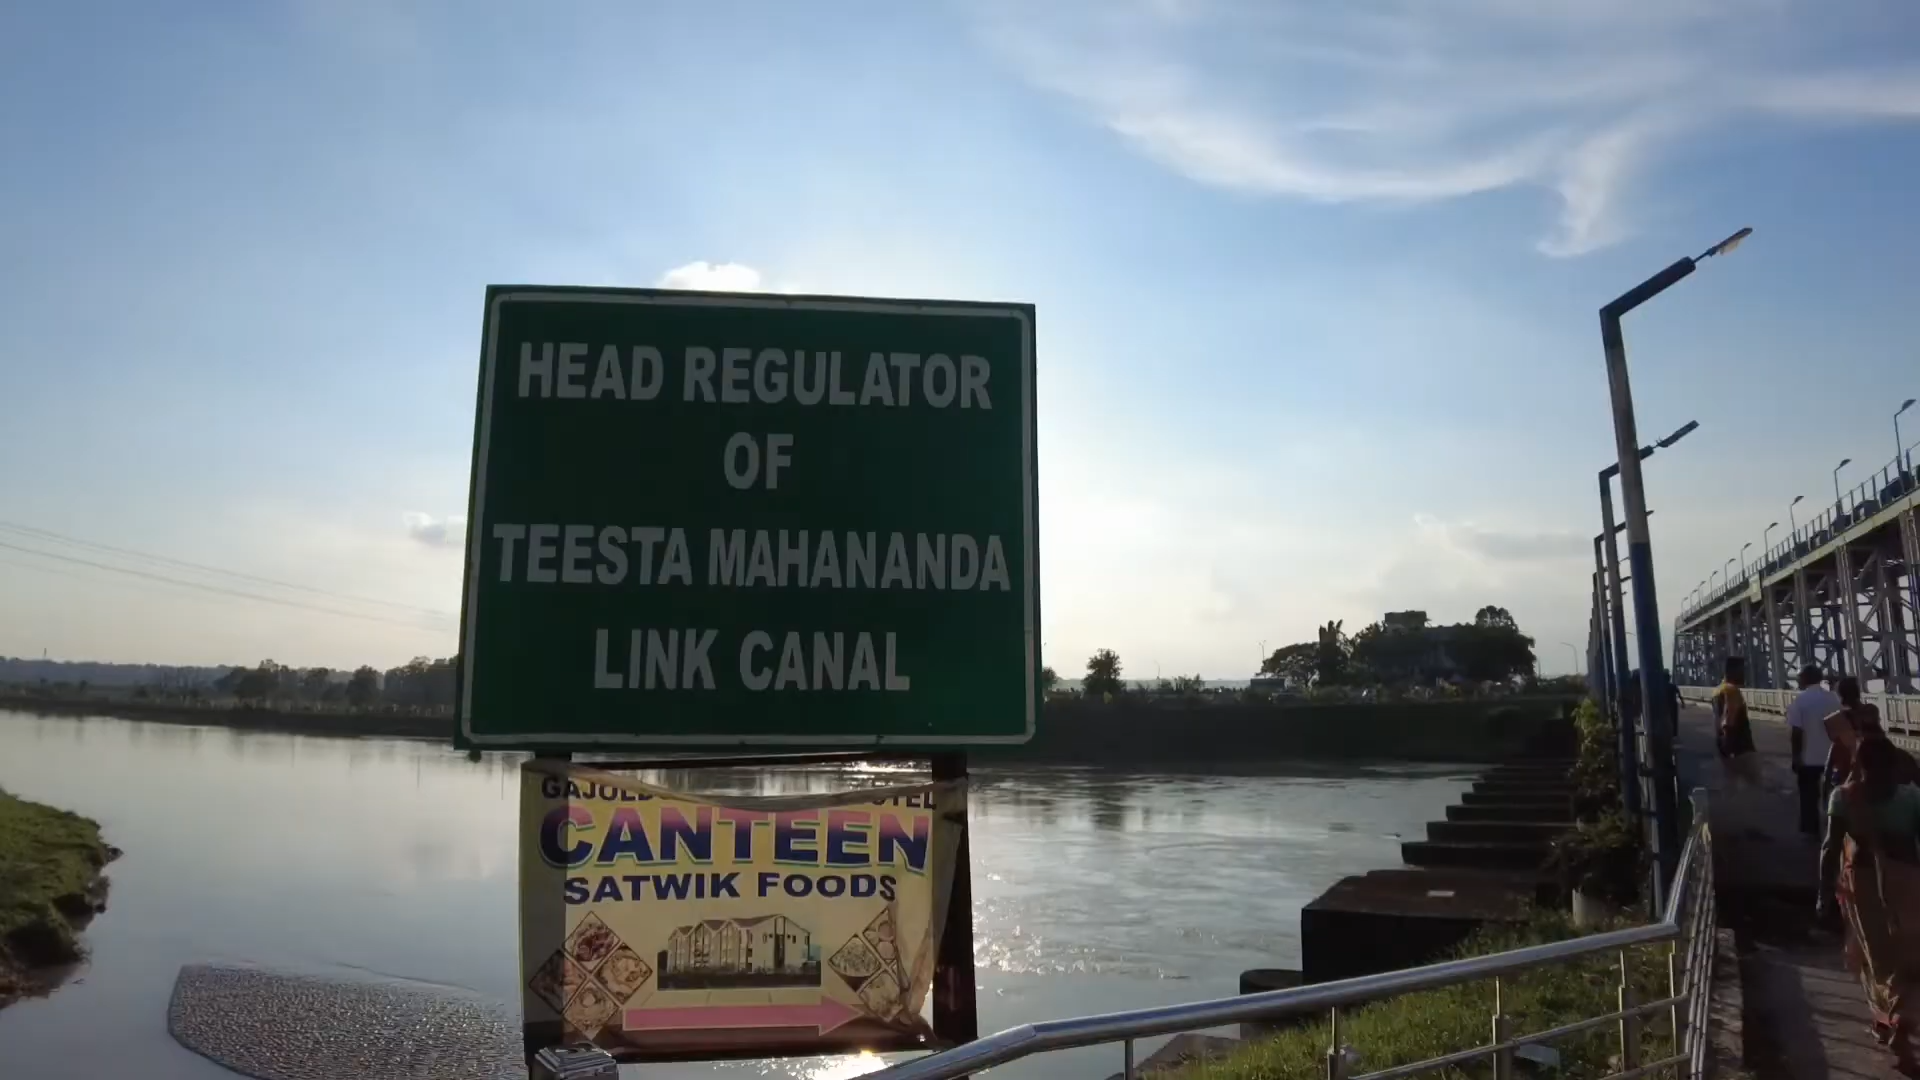 HEAD REGULATOR
OF
TEESTA MAHANANDA
LINK CANAL
CANTEEN
SATWIK FOODS